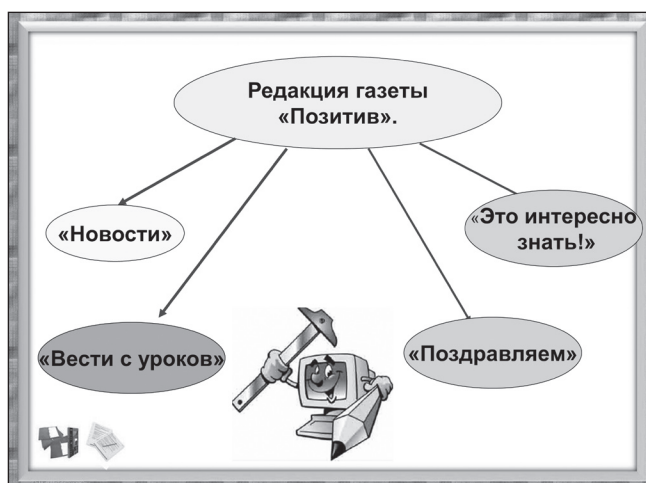 Редакция газеты
«Позитив».
«Новости»
«Это интересно
знать!»
«Вести с уроков»
«Поздравляем»